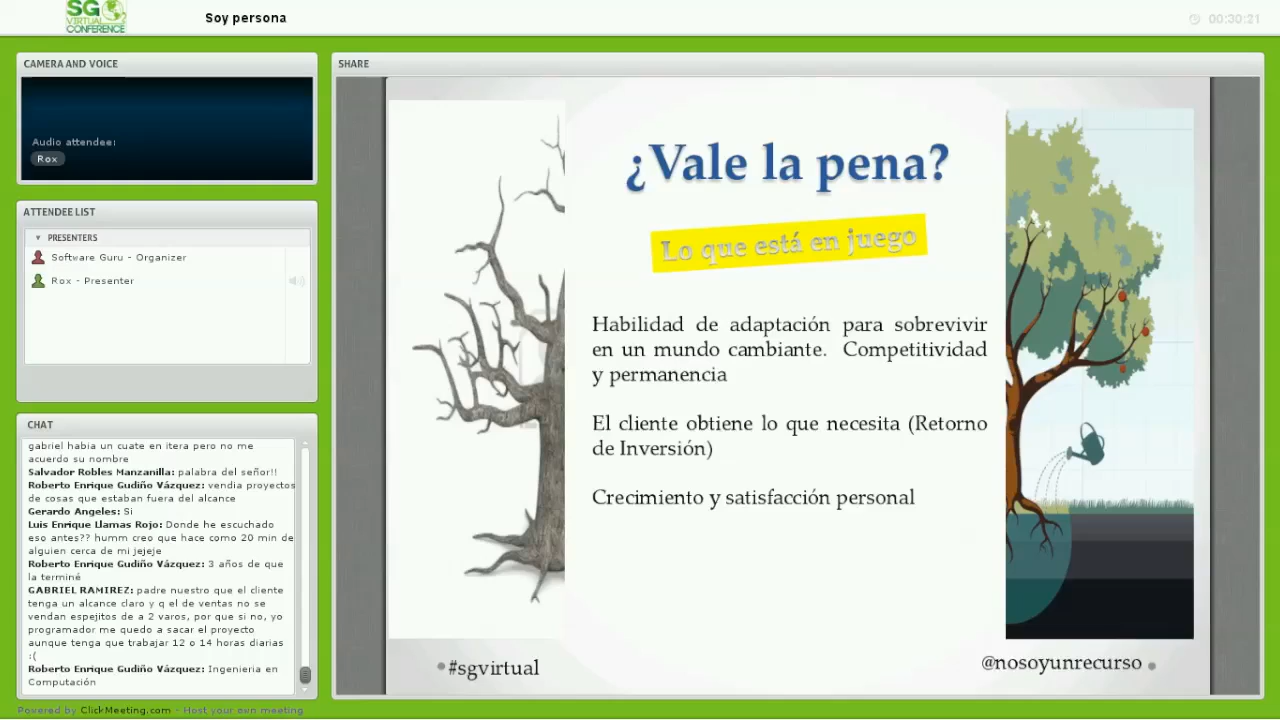 SG
VIRTUAL
CONFERENCE
Soy persona
00:30:21
CAMERA AND VOICE
Audio attendee:
Rox
ATTENDEE LIST
PRESENTERS
Software Guru - Organizer
Rox - Presenter
CHAT
gabriel habia un cuate en itera pero no me
acuerdo su nombre
Salvador Robles Manzanilla: palabra del señor!!
Roberto Enrique Gudiño Vázquez: vendia proyectos
de cosas que estaban fuera del alcance
Gerardo Angeles: Si
Luis Enrique Llamas Rojo: Donde he escuchado
eso antes?? humm creo que hace como 20 min de
alguien cerca de mi jejeje
Roberto Enrique Gudiño Vázquez: 3 años de que
la terminé
GABRIEL RAMIREZ: padre nuestro que el cliente
tenga un alcance claro y q el de ventas no se
vendan espejitos de a 2 varos, por que si no, yo
programador me quedo a sacar el proyecto
aunque tenga que trabajar 12 o 14 horas diarias
:(
Roberto Enrique Gudiño Vázquez: Ingenieria en
Computación
Powered by ClickMeeting.com - Host your own meeting
SHARE
¿Vale la pena?
Lo que está en juego
Habilidad de adaptación para sobrevivir
en un mundo cambiante. Competitividad
y permanencia
El cliente obtiene lo que necesita (Retorno
de Inversión)
Crecimiento y satisfacción personal
#sgvirtual
@nosoyunrecurso